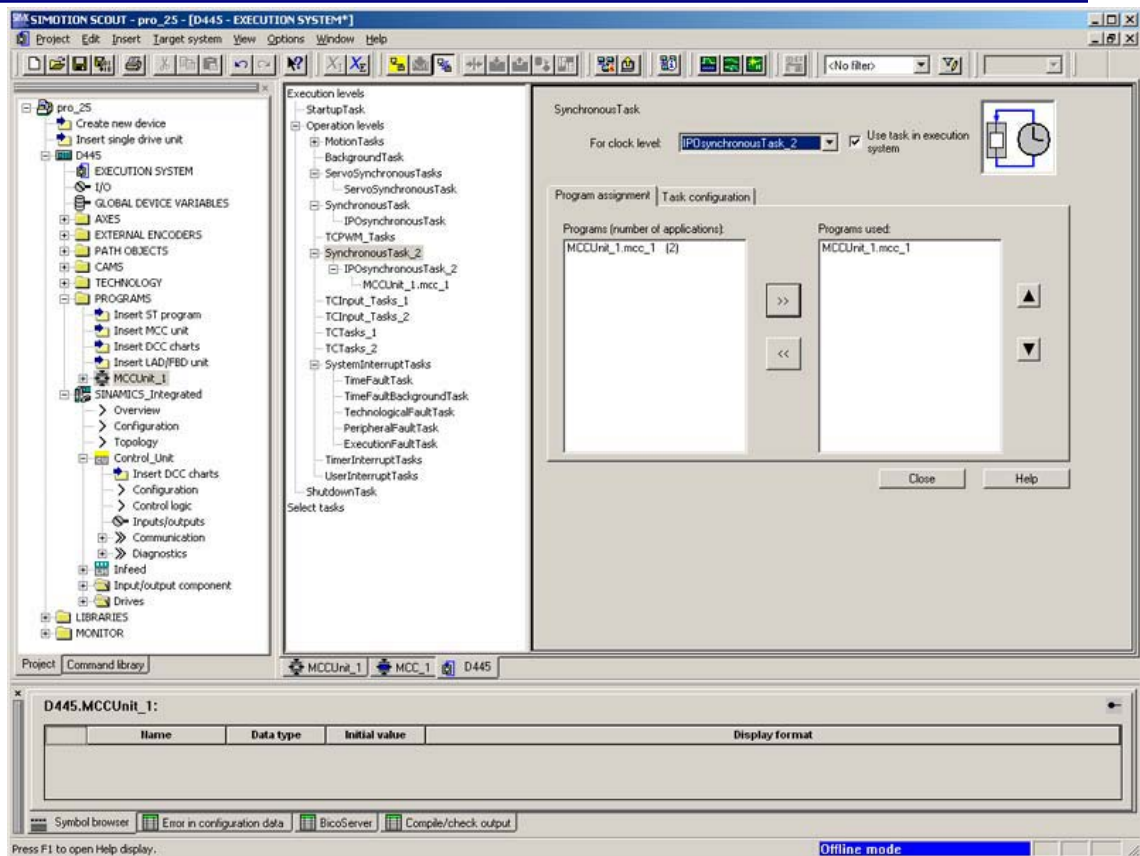 SIMOTION SCOUT - pro_25 - [D445 - EXECUTION SYSTEM*]
Project Edit Insert Target system View Options Window Help
<No filter>
pro_25
Create new device
Insert single drive unit
D445
EXECUTION SYSTEM
I/O
GLOBAL DEVICE VARIABLES
AXES
EXTERNAL ENCODERS
PATH OBJECTS
CAMS
TECHNOLOGY
PROGRAMS
Insert ST program
Insert MCC unit
Insert DCC charts
Insert LAD/FBD unit
MCCUnit_1
SINAMICS_Integrated
Overview
Configuration
Topology
Control_Unit
Insert DCC charts
Configuration
Control logic
Inputs/outputs
Communication
Diagnostics
Infeed
Input/output component
Drives
LIBRARIES
MONITOR
Project Command library
Execution levels
StartupTask
Operation levels
MotionTasks
BackgroundTask
ServoSynchronousTasks
ServoSynchronousTask
SynchronousTask
IPOsynchronousTask
TCPWM_Tasks
SynchronousTask_2
IPOsynchronousTask_2
MCCUnit_1.mcc_1
TCInput_Tasks_1
TCInput_Tasks_2
TCTasks_1
TCTasks_2
SystemInterruptTasks
TimeFaultTask
TimeFaultBackgroundTask
TechnologicalFaultTask
PeripheralFaultTask
ExecutionFaultTask
TimerInterruptTasks
UserInterruptTasks
ShutdownTask
Select tasks
SynchronousTask
For clock level: IPOsynchronousTask_2 Use task in execution
system
Program assignment Task configuration
Programs (number of applications): Programs used:
MCCUnit_1.mcc_1 (2) MCCUnit_1.mcc_1
>>
<<
Close Help
MCCUnit_1 MCC_1 D445
D445.MCCUnit_1:
Name Data type Initial value Display format
Symbol browser Error in configuration data BicoServer Compile/check output
Press F1 to open Help display. Offline mode